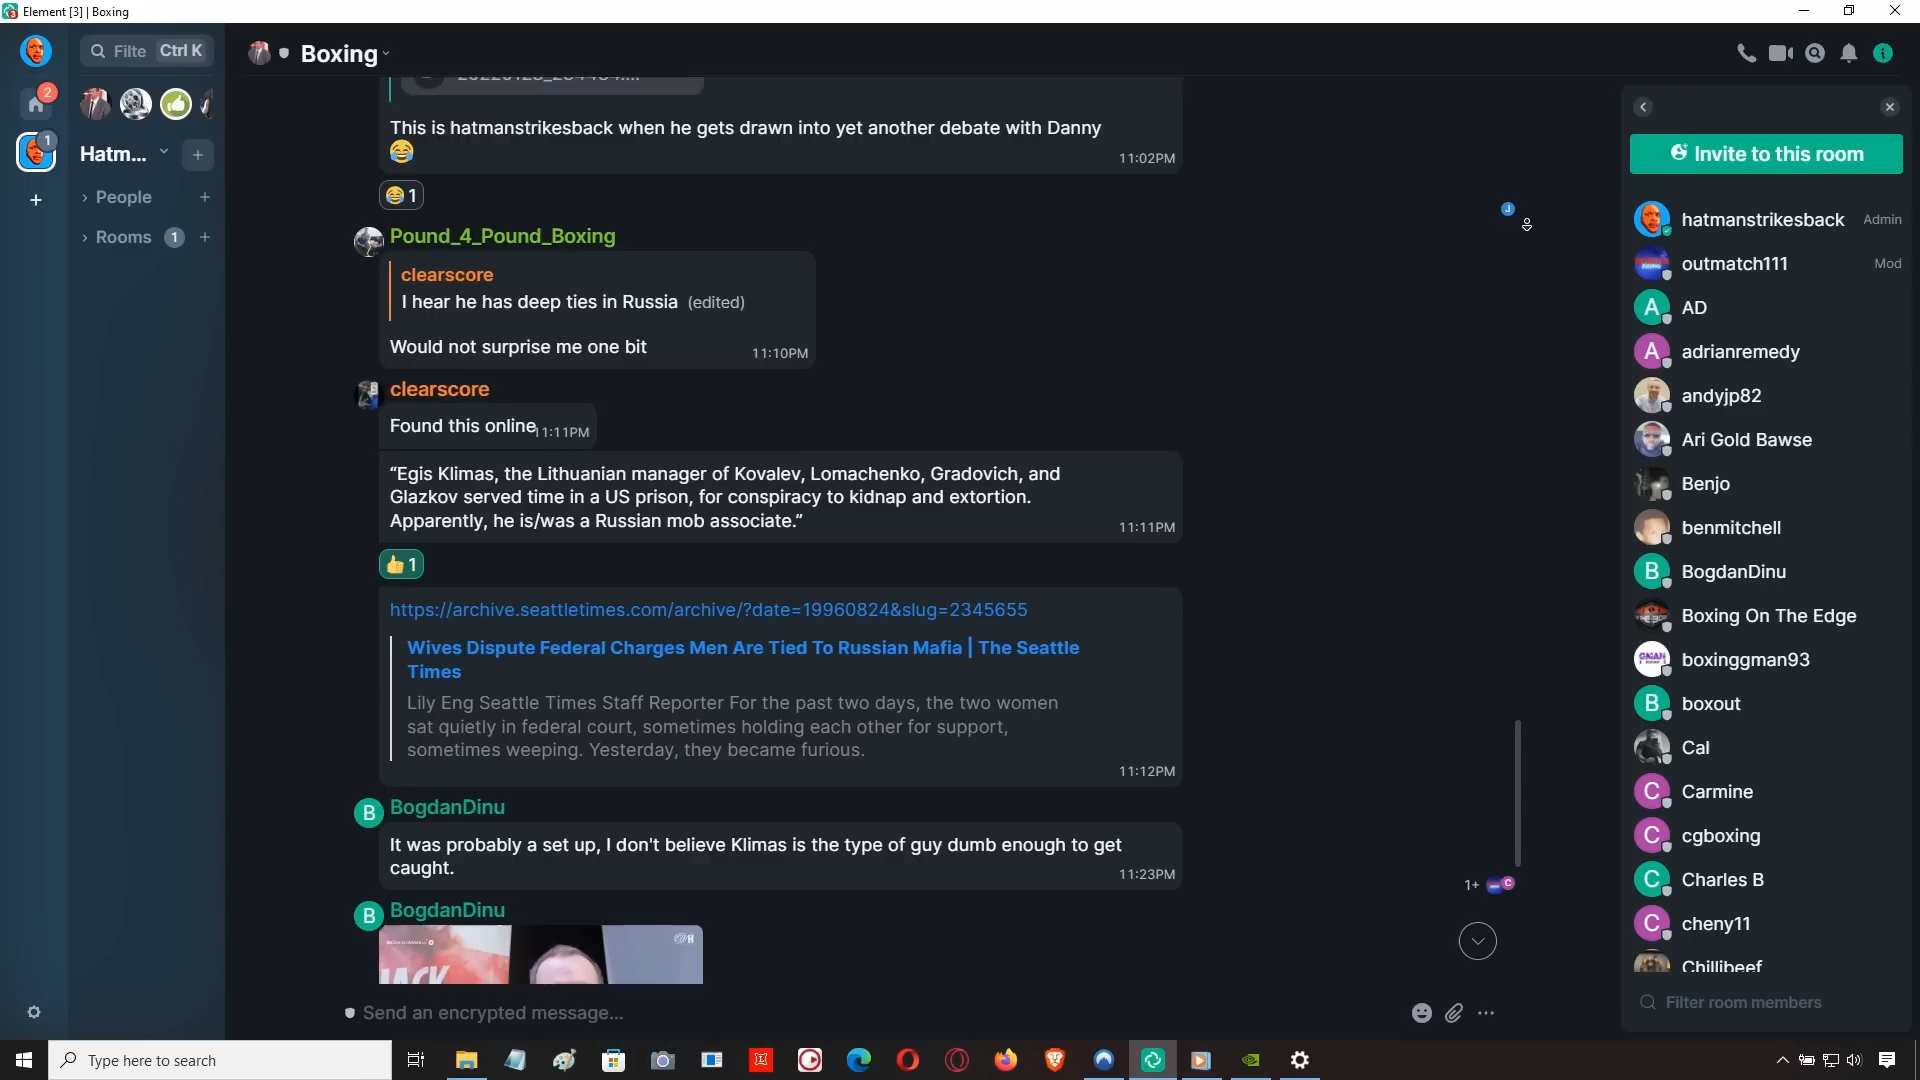 Element [3] | Boxing
Filte Ctrl K
Boxing
2
1
Hatm...
People
Rooms 1
This is hatmanstrikesback when he gets drawn into yet another debate with Danny
😂
11:02PM
😂 1
Pound_4_Pound_Boxing
clearscore
I hear he has deep ties in Russia (edited)
Would not surprise me one bit
11:10PM
clearscore
Found this online
11:11PM
“Egis Klimas, the Lithuanian manager of Kovalev, Lomachenko, Gradovich, and
Glazkov served time in a US prison, for conspiracy to kidnap and extortion.
Apparently, he is/was a Russian mob associate.”
11:11PM
👍 1
https://archive.seattletimes.com/archive/?date=19960824&slug=2345655
Wives Dispute Federal Charges Men Are Tied To Russian Mafia | The Seattle
Times
Lily Eng Seattle Times Staff Reporter For the past two days, the two women
sat quietly in federal court, sometimes holding each other for support,
sometimes weeping. Yesterday, they became furious.
11:12PM
B BogdanDinu
It was probably a set up, I don't believe Klimas is the type of guy dumb enough to get
caught.
11:23PM
B BogdanDinu
J
1+ C
Send an encrypted message...
Invite to this room
hatmanstrikesback Admin
outmatch111 Mod
A AD
A adrianremedy
andyjp82
Ari Gold Bawse
Benjo
benmitchell
B BogdanDinu
Boxing On The Edge
GMAN boxinggman93
B boxout
Cal
C Carmine
C cgboxing
C Charles B
C cheny11
Chillibeef
Filter room members
Type here to search